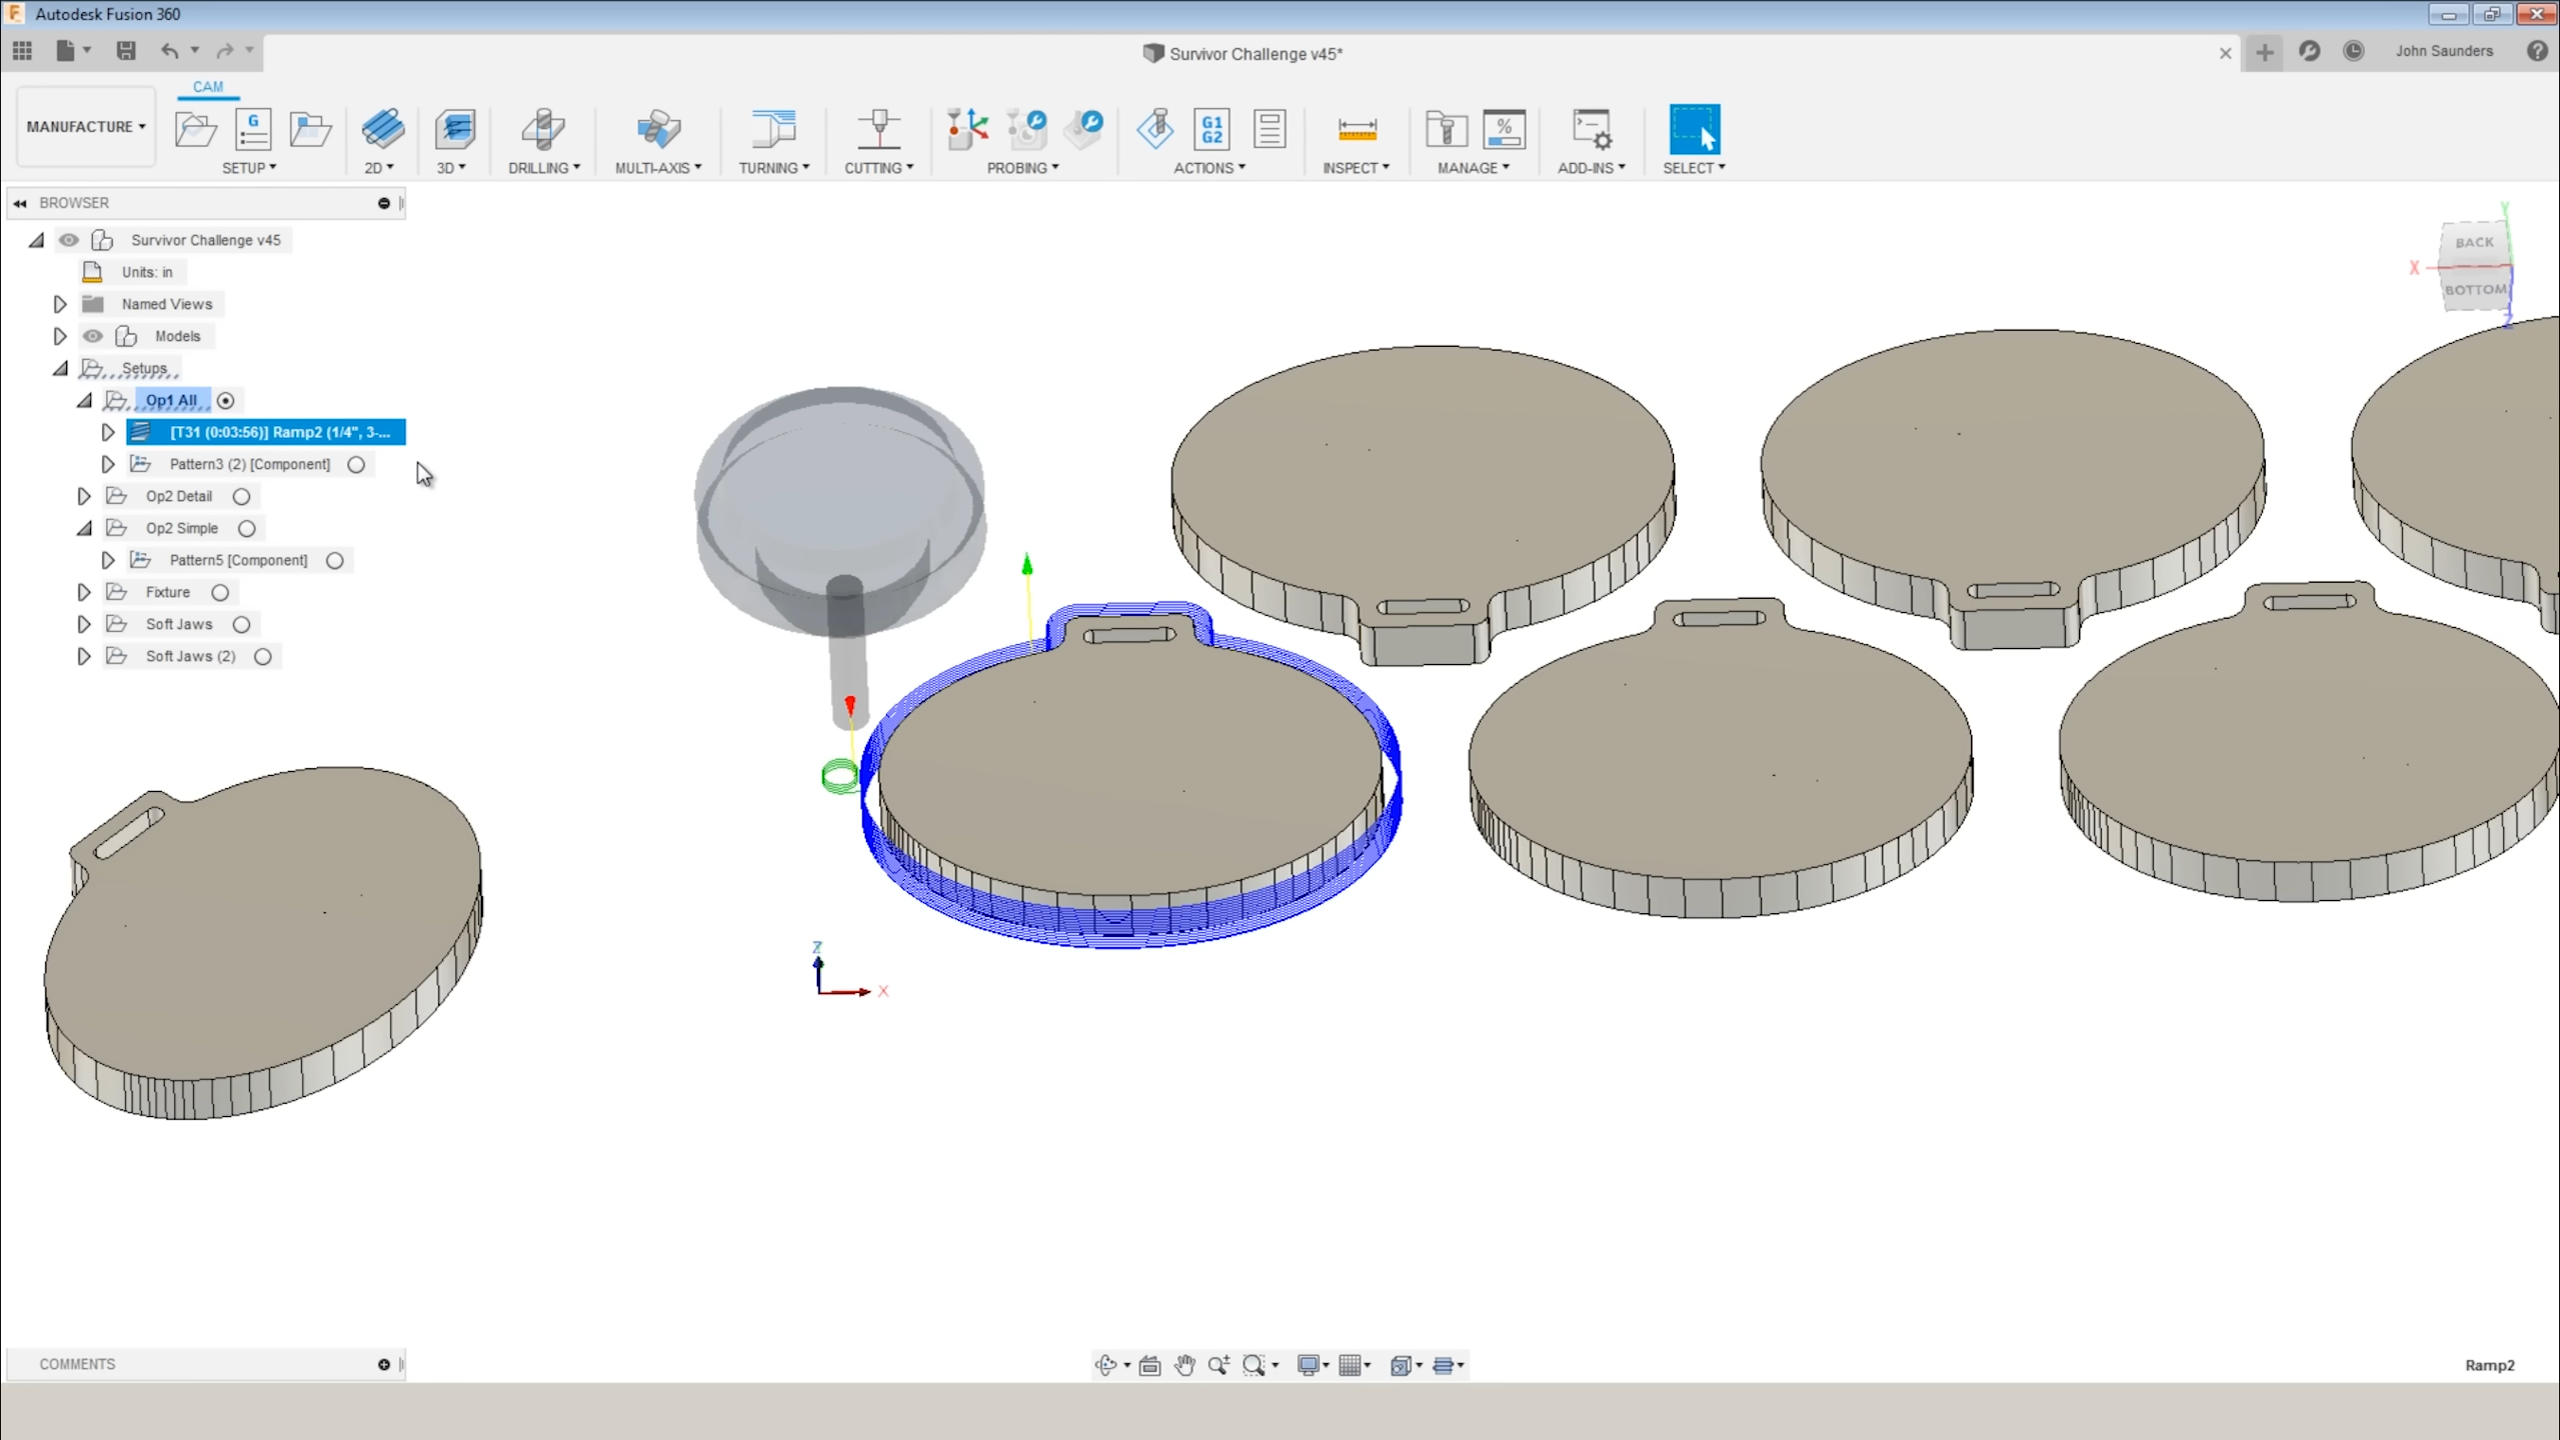 Autodesk Fusion 360
Survivor Challenge v45*
John Saunders
CAM
MANUFACTURE
G
G1
G2
%
SETUP
2D
3D
DRILLING
MULTI-AXIS
TURNING
CUTTING
PROBING
ACTIONS
INSPECT
MANAGE
ADD-INS
SELECT
BROWSER
Survivor Challenge v45
Units: in
Named Views
Models
Setups
Op1 All
[T31 (0:03:56)] Ramp2 (1/4", 3-...
Pattern3 (2) [Component]
Op2 Detail
Op2 Simple
Pattern5 [Component]
Fixture
Soft Jaws
Soft Jaws (2)
Y
BACK
X
BOTTOM
Z
Z
X
COMMENTS
Ramp2